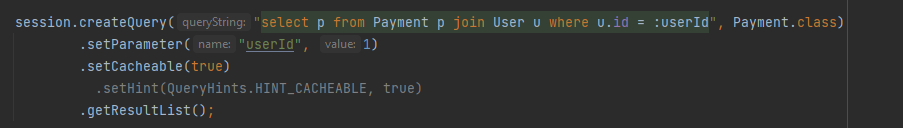 session.createQuery( queryString: "select p from Payment p join User u where u.id = :userId", Payment.class)
.setParameter( name: "userId", value: 1)
.setCacheable(true)
.setHint(QueryHints.HINT_CACHEABLE, true)
.getResultList();